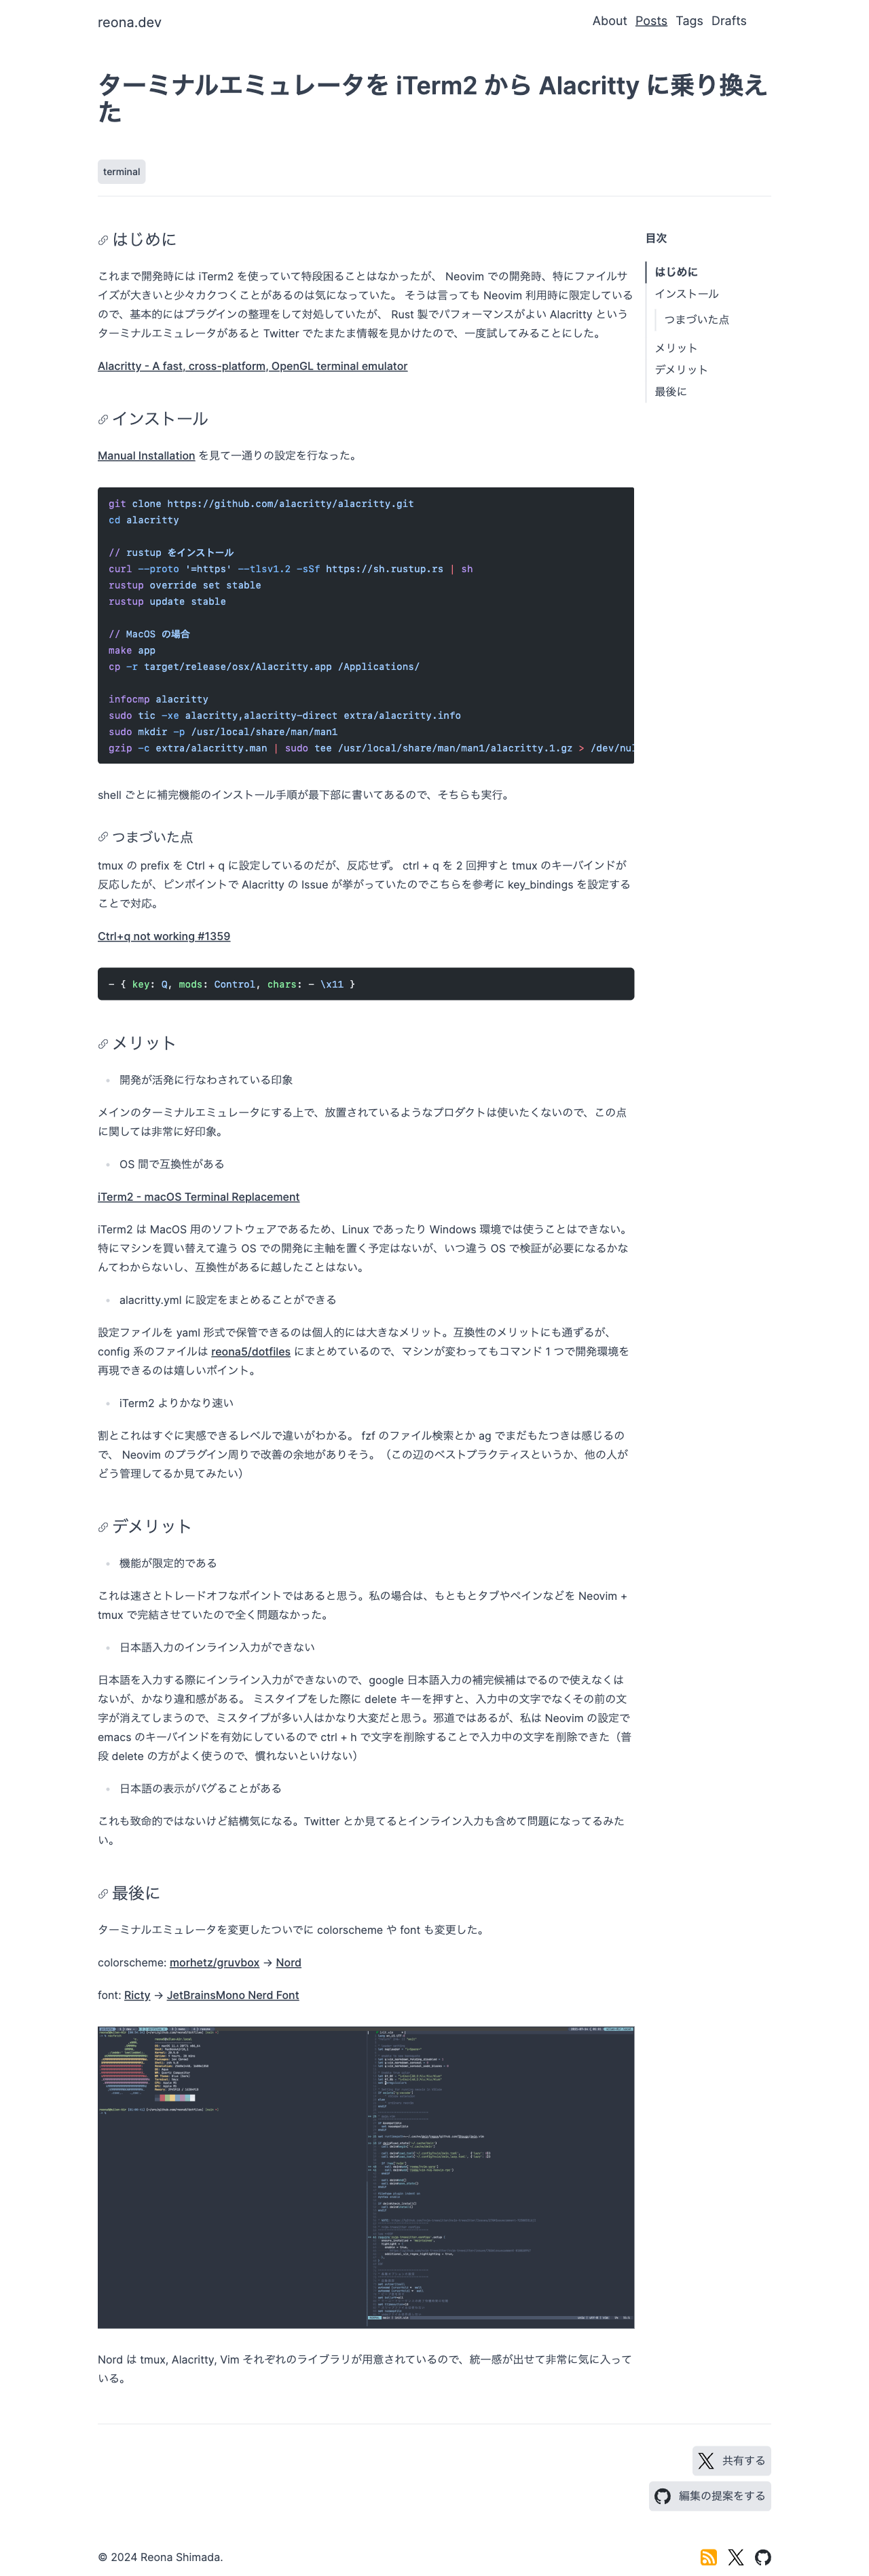 reona.dev
About Posts Tags Drafts
ターミナルエミュレータを iTerm2 から Alacritty に乗り換え
た
terminal
はじめに
これまで開発時には iTerm2 を使っていて特段困ることはなかったが、 Neovim での開発時、特にファイルサ
イズが大きいと少々カクつくことがあるのは気になっていた。 そうは言っても Neovim 利用時に限定している
ので、基本的にはプラグインの整理をして対処していたが、 Rust 製でパフォーマンスがよい Alacritty という
ターミナルエミュレータがあると Twitter でたまたま情報を見かけたので、一度試してみることにした。
Alacritty - A fast, cross-platform, OpenGL terminal emulator
目次
はじめに
インストール
つまづいた点
メリット
デメリット
最後に
インストール
Manual Installation を見て一通りの設定を行なった。
git clone https://github.com/alacritty/alacritty.git
cd alacritty
// rustup をインストール
curl --proto '=https' --tlsv1.2 -sSf https://sh.rustup.rs | sh
rustup override set stable
rustup update stable
// MacOS の場合
make app
cp -r target/release/osx/Alacritty.app /Applications/
infocmp alacritty
sudo tic -xe alacritty,alacritty-direct extra/alacritty.info
sudo mkdir -p /usr/local/share/man/man1
gzip -c extra/alacritty.man | sudo tee /usr/local/share/man/man1/alacritty.1.gz > /dev/nul
shell ごとに補完機能のインストール手順が最下部に書いてあるので、そちらも実行。
つまづいた点
tmux の prefix を Ctrl + q に設定しているのだが、反応せず。 ctrl + q を 2 回押すと tmux のキーバインドが
反応したが、ピンポイントで Alacritty の Issue が挙がっていたのでこちらを参考に key_bindings を設定する
ことで対応。
Ctrl+q not working #1359
- { key: Q, mods: Control, chars: - \x11 }
メリット
開発が活発に行なわされている印象
メインのターミナルエミュレータにする上で、放置されているようなプロダクトは使いたくないので、この点
に関しては非常に好印象。
OS 間で互換性がある
iTerm2 - macOS Terminal Replacement
iTerm2 は MacOS 用のソフトウェアであるため、Linux であったり Windows 環境では使うことはできない。
特にマシンを買い替えて違う OS での開発に主軸を置く予定はないが、いつ違う OS で検証が必要になるかな
んてわからないし、互換性があるに越したことはない。
alacritty.yml に設定をまとめることができる
設定ファイルを yaml 形式で保管できるのは個人的には大きなメリット。互換性のメリットにも通ずるが、
config 系のファイルは reona5/dotfiles にまとめているので、マシンが変わってもコマンド 1 つで開発環境を
再現できるのは嬉しいポイント。
iTerm2 よりかなり速い
割とこれはすぐに実感できるレベルで違いがわかる。 fzf のファイル検索とか ag でまだもたつきは感じるの
で、 Neovim のプラグイン周りで改善の余地がありそう。（この辺のベストプラクティスというか、他の人が
どう管理してるか見てみたい）
デメリット
機能が限定的である
これは速さとトレードオフなポイントではあると思う。私の場合は、もともとタブやペインなどを Neovim +
tmux で完結させていたので全く問題なかった。
日本語入力のインライン入力ができない
日本語を入力する際にインライン入力ができないので、google 日本語入力の補完候補はでるので使えなくは
ないが、かなり違和感がある。 ミスタイプをした際に delete キーを押すと、入力中の文字でなくその前の文
字が消えてしまうので、ミスタイプが多い人はかなり大変だと思う。邪道ではあるが、私は Neovim の設定で
emacs のキーバインドを有効にしているので ctrl + h で文字を削除することで入力中の文字を削除できた（普
段 delete の方がよく使うので、慣れないといけない）
日本語の表示がバグることがある
これも致命的ではないけど結構気になる。Twitter とか見てるとインライン入力も含めて問題になってるみた
い。
最後に
ターミナルエミュレータを変更したついでに colorscheme や font も変更した。
colorscheme: morhetz/gruvbox → Nord
font: Ricty → JetBrainsMono Nerd Font
Nord は tmux, Alacritty, Vim それぞれのライブラリが用意されているので、統一感が出せて非常に気に入って
いる。
共有する
編集の提案をする
© 2024 Reona Shimada.